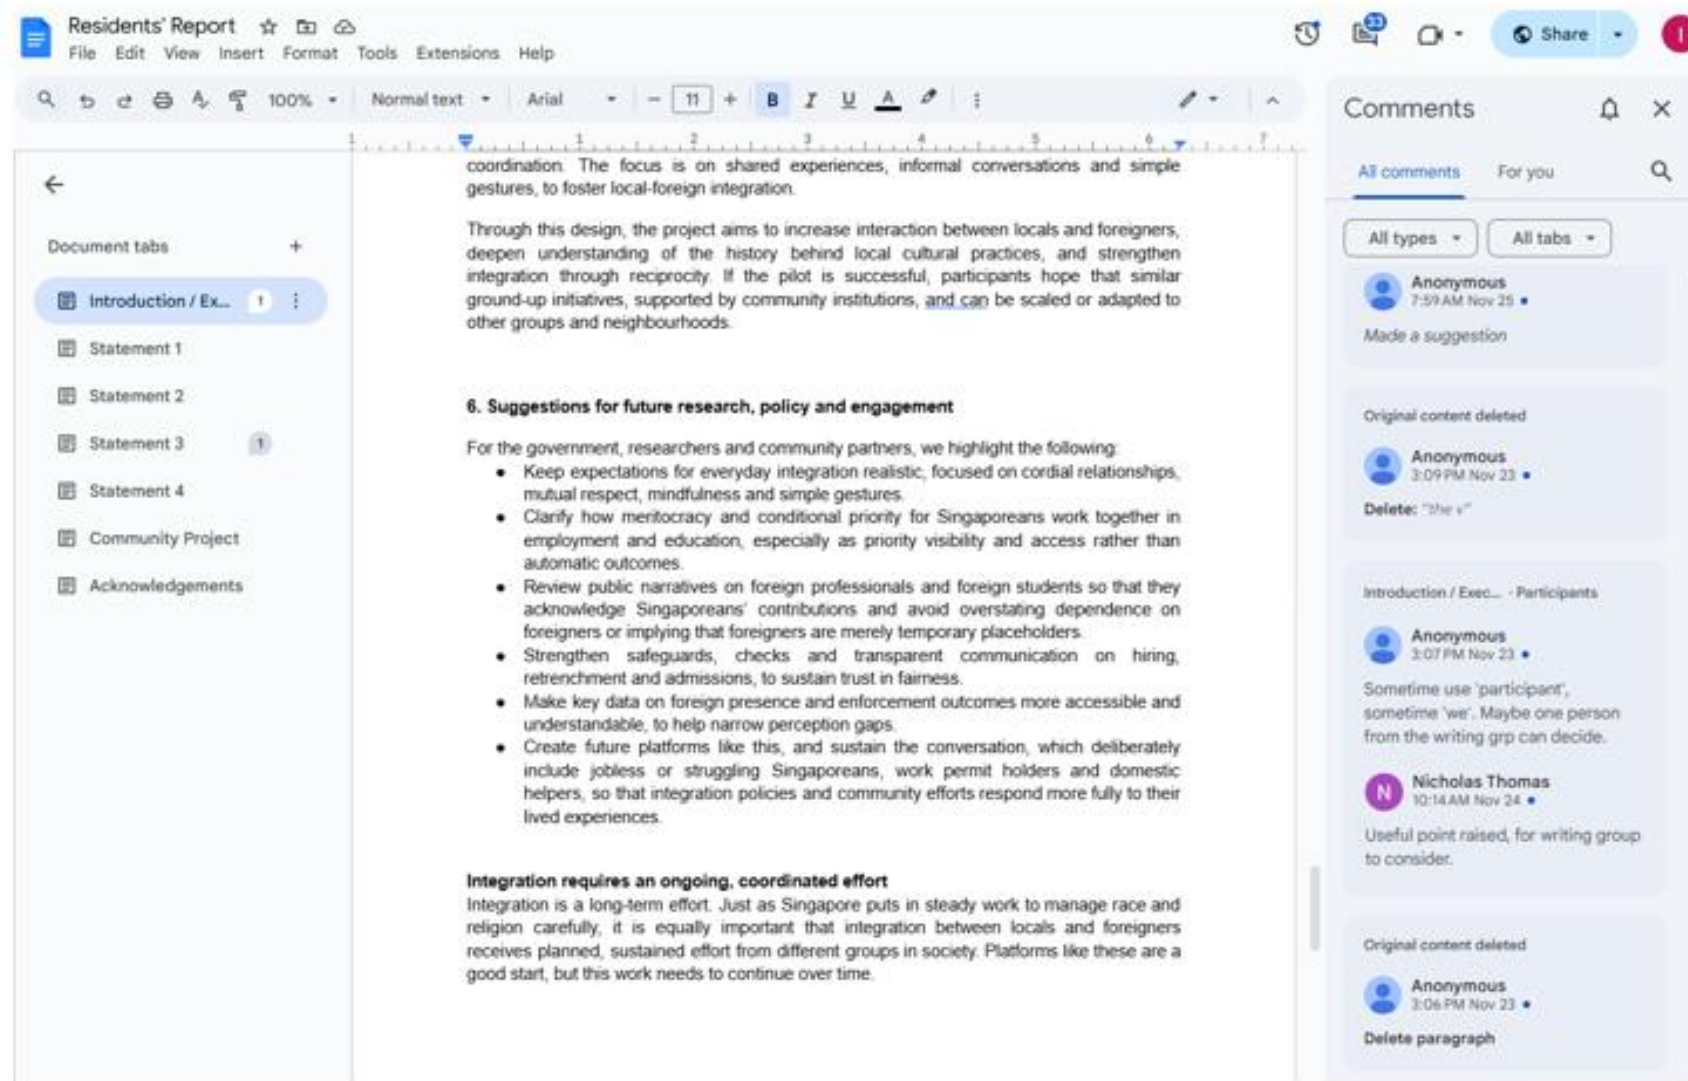 Residents' Report
File Edit View Insert Format Tools Extensions Help
33
Share
I
100% Normal text Arial 11 B I U A
1 1 2 3 4 5 6 7
Document tabs
Introduction / Ex... 1
Statement 1
Statement 2
Statement 3 1
Statement 4
Community Project
Acknowledgements
coordination. The focus is on shared experiences, informal conversations and simple
gestures, to foster local-foreign integration.
Through this design, the project aims to increase interaction between locals and foreigners,
deepen understanding of the history behind local cultural practices, and strengthen
integration through reciprocity. If the pilot is successful, participants hope that similar
ground-up initiatives, supported by community institutions, and can be scaled or adapted to
other groups and neighbourhoods.
6. Suggestions for future research, policy and engagement
For the government, researchers and community partners, we highlight the following:
● Keep expectations for everyday integration realistic, focused on cordial relationships,
mutual respect, mindfulness and simple gestures.
● Clarify how meritocracy and conditional priority for Singaporeans work together in
employment and education, especially as priority visibility and access rather than
automatic outcomes.
● Review public narratives on foreign professionals and foreign students so that they
acknowledge Singaporeans' contributions and avoid overstating dependence on
foreigners or implying that foreigners are merely temporary placeholders.
● Strengthen safeguards, checks and transparent communication on hiring,
retrenchment and admissions, to sustain trust in fairness.
● Make key data on foreign presence and enforcement outcomes more accessible and
understandable, to help narrow perception gaps.
● Create future platforms like this, and sustain the conversation, which deliberately
include jobless or struggling Singaporeans, work permit holders and domestic
helpers, so that integration policies and community efforts respond more fully to their
lived experiences.
Integration requires an ongoing, coordinated effort
Integration is a long-term effort. Just as Singapore puts in steady work to manage race and
religion carefully, it is equally important that integration between locals and foreigners
receives planned, sustained effort from different groups in society. Platforms like these are a
good start, but this work needs to continue over time.
Comments
All comments For you
All types All tabs
Anonymous
7:59 AM Nov 25
Made a suggestion
Original content deleted
Anonymous
3:09 PM Nov 23
Delete: "the v"
Introduction / Exec... · Participants
Anonymous
3:07 PM Nov 23
Sometime use 'participant',
sometime 'we'. Maybe one person
from the writing grp can decide.
N
Nicholas Thomas
10:14 AM Nov 24
Useful point raised, for writing group
to consider.
Original content deleted
Anonymous
3:06 PM Nov 23
Delete paragraph